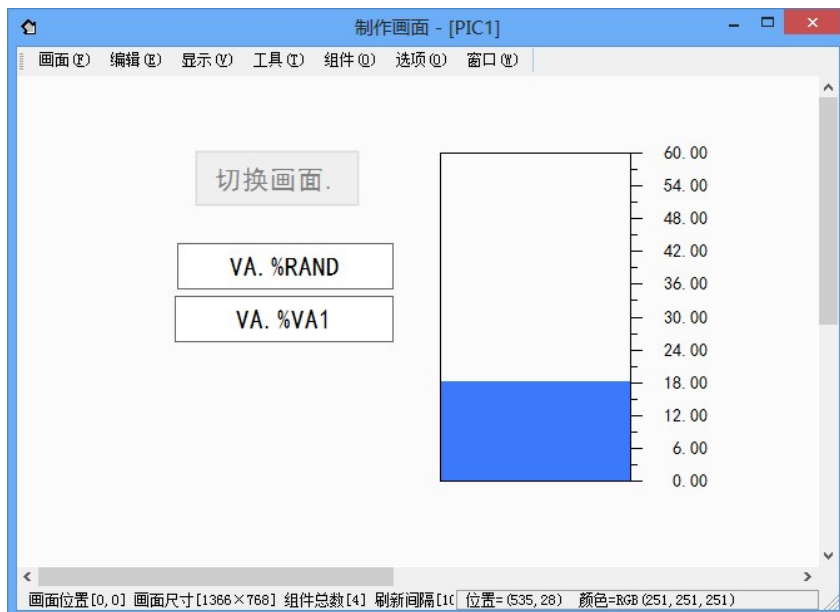 制作画面 - [PIC1]
画面(F) 编辑(E) 显示(V) 工具(T) 组件(O) 选项(O) 窗口(W)
切换画面.
VA. %RAND
VA. %VA1
60.00
54.00
48.00
42.00
36.00
30.00
24.00
18.00
12.00
6.00
0.00
画面位置[0,0] 画面尺寸[1366×768] 组件总数[4] 刷新间隔[10 位置=(535,28) 颜色=RGB(251,251,251)